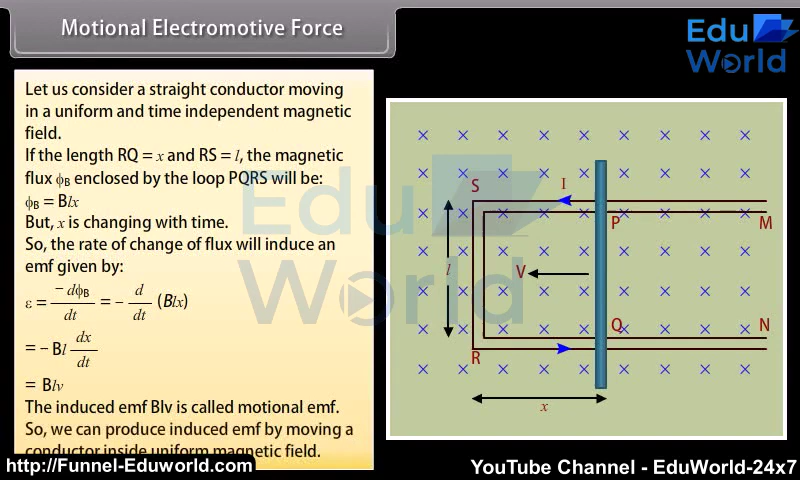 Motional Electromotive Force
Edu
World
Let us consider a straight conductor moving
in a uniform and time independent magnetic
field.
If the length RQ = x and RS = l, the magnetic
flux ϕB enclosed by the loop PQRS will be:
ϕB = Blx
But, x is changing with time.
So, the rate of change of flux will induce an
emf given by:
ε = − dϕB / dt = − d / dt (Blx)
= − Bl dx / dt
= Blv
The induced emf Blv is called motional emf.
So, we can produce induced emf by moving a
conductor inside uniform magnetic field.
S
I
P
M
l
V
Q
N
R
x
Edu
World
http://Funnel-Eduworld.com
YouTube Channel - EduWorld-24x7